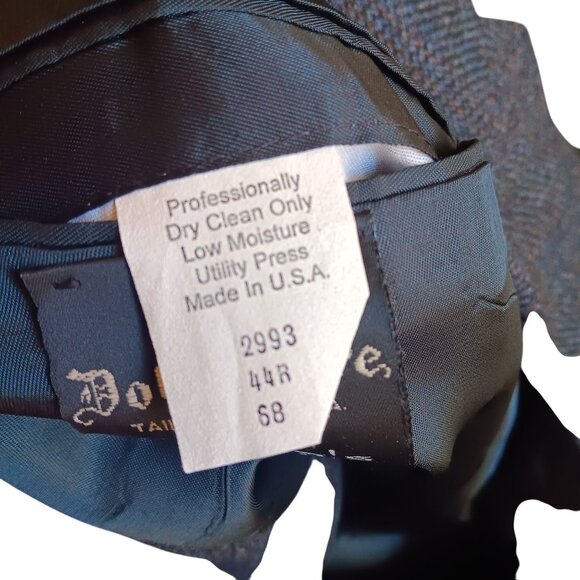 Professionally
Dry Clean Only
Low Moisture
Utility Press
Made In U.S.A.
2993
44R
68